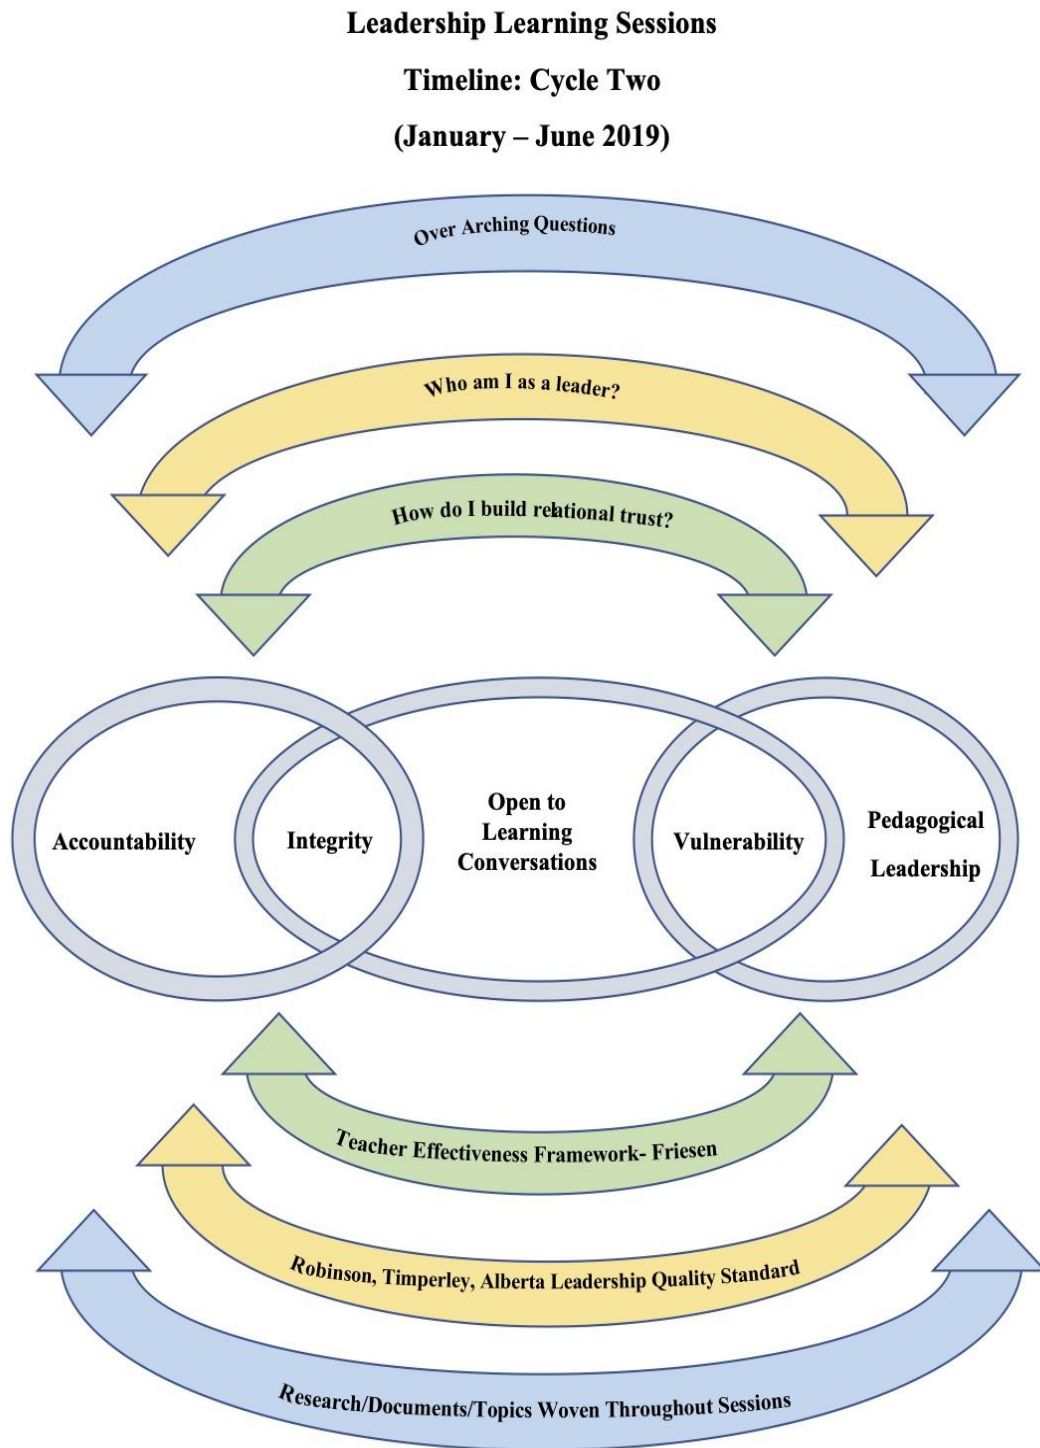 Leadership Learning Sessions
Timeline: Cycle Two
(January – June 2019)
Over Arching Questions
Who am I as a leader?
How do I build relational trust?
Accountability
Integrity
Open to
Learning
Conversations
Vulnerability
Pedagogical
Leadership
Teacher Effectiveness Framework- Friesen
Robinson, Timperley, Alberta Leadership Quality Standard
Research/Documents/Topics Woven Throughout Sessions